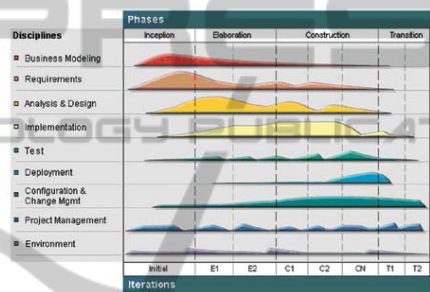 Phases
Disciplines
Inception Elaboration Construction Transition
Business Modeling
Requirements
Analysis & Design
Implementation
Test
Deployment
Configuration &
Change Mgmt
Project Management
Environment
Initial E1 E2 C1 C2 CN T1 T2
Iterations